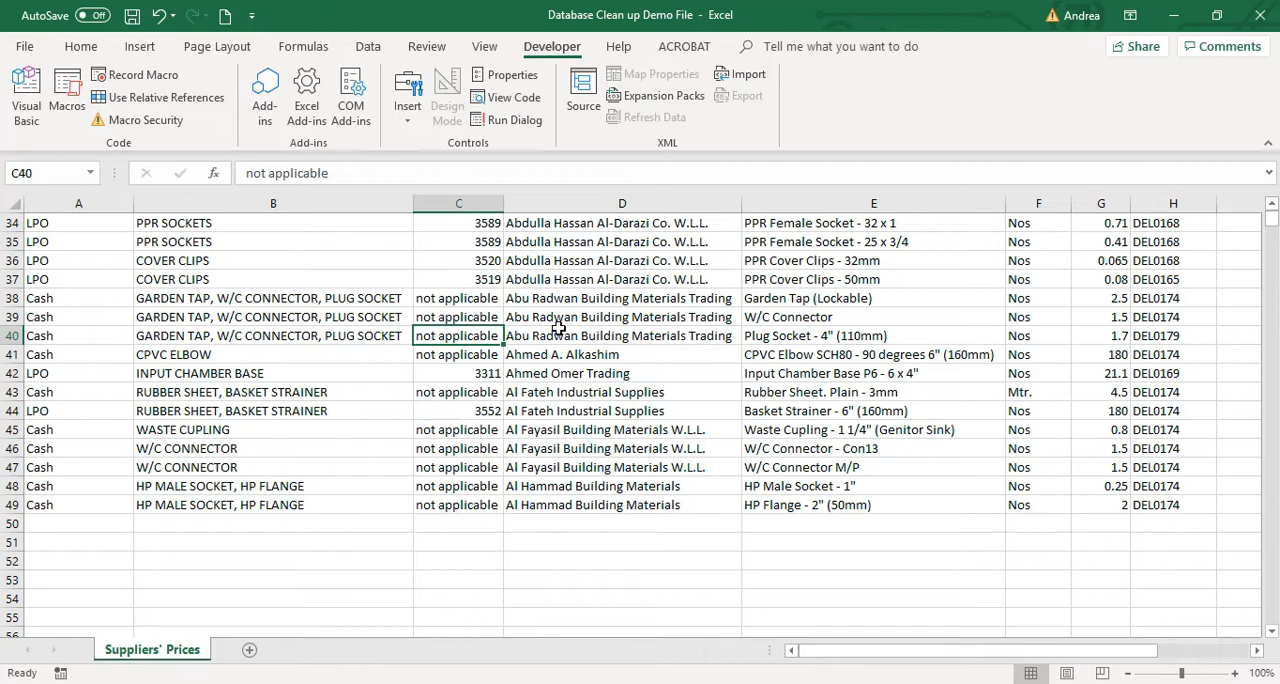 AutoSave Off Database Clean up Demo File - Excel Andrea
File Home Insert Page Layout Formulas Data Review View Developer Help ACROBAT Tell me what you want to do Share Comments
Visual Basic
Macros
Record Macro
Use Relative References
Macro Security
Code
Add-ins
Excel Add-ins
COM Add-ins
Add-ins
Insert
Design Mode
Properties
View Code
Run Dialog
Controls
Source
Map Properties
Expansion Packs
Refresh Data
Import
Export
XML
C40 fx not applicable
A B C D E F G H
34 LPO PPR SOCKETS 3589 Abdulla Hassan Al-Darazi Co. W.L.L. PPR Female Socket - 32 x 1 Nos 0.71 DEL0168
35 LPO PPR SOCKETS 3589 Abdulla Hassan Al-Darazi Co. W.L.L. PPR Female Socket - 25 x 3/4 Nos 0.41 DEL0168
36 LPO COVER CLIPS 3520 Abdulla Hassan Al-Darazi Co. W.L.L. PPR Cover Clips - 32mm Nos 0.065 DEL0168
37 LPO COVER CLIPS 3519 Abdulla Hassan Al-Darazi Co. W.L.L. PPR Cover Clips - 50mm Nos 0.08 DEL0165
38 Cash GARDEN TAP, W/C CONNECTOR, PLUG SOCKET not applicable Abu Radwan Building Materials Trading Garden Tap (Lockable) Nos 2.5 DEL0174
39 Cash GARDEN TAP, W/C CONNECTOR, PLUG SOCKET not applicable Abu Radwan Building Materials Trading W/C Connector Nos 1.5 DEL0174
40 Cash GARDEN TAP, W/C CONNECTOR, PLUG SOCKET not applicable Abu Radwan Building Materials Trading Plug Socket - 4" (110mm) Nos 1.7 DEL0179
41 Cash CPVC ELBOW not applicable Ahmed A. Alkashim CPVC Elbow SCH80 - 90 degrees 6" (160mm) Nos 180 DEL0174
42 LPO INPUT CHAMBER BASE 3311 Ahmed Omer Trading Input Chamber Base P6 - 6 x 4" Nos 21.1 DEL0169
43 Cash RUBBER SHEET, BASKET STRAINER not applicable Al Fateh Industrial Supplies Rubber Sheet. Plain - 3mm Mtr. 4.5 DEL0174
44 LPO RUBBER SHEET, BASKET STRAINER 3552 Al Fateh Industrial Supplies Basket Strainer - 6" (160mm) Nos 180 DEL0174
45 Cash WASTE CUPLING not applicable Al Fayasil Building Materials W.L.L. Waste Cupling - 1 1/4" (Genitor Sink) Nos 0.8 DEL0174
46 Cash W/C CONNECTOR not applicable Al Fayasil Building Materials W.L.L. W/C Connector - Con13 Nos 1.5 DEL0174
47 Cash W/C CONNECTOR not applicable Al Fayasil Building Materials W.L.L. W/C Connector M/P Nos 1.5 DEL0174
48 Cash HP MALE SOCKET, HP FLANGE not applicable Al Hammad Building Materials HP Male Socket - 1" Nos 0.25 DEL0174
49 Cash HP MALE SOCKET, HP FLANGE not applicable Al Hammad Building Materials HP Flange - 2" (50mm) Nos 2 DEL0174
50
51
52
53
54
55
56
Suppliers' Prices
Ready 100%